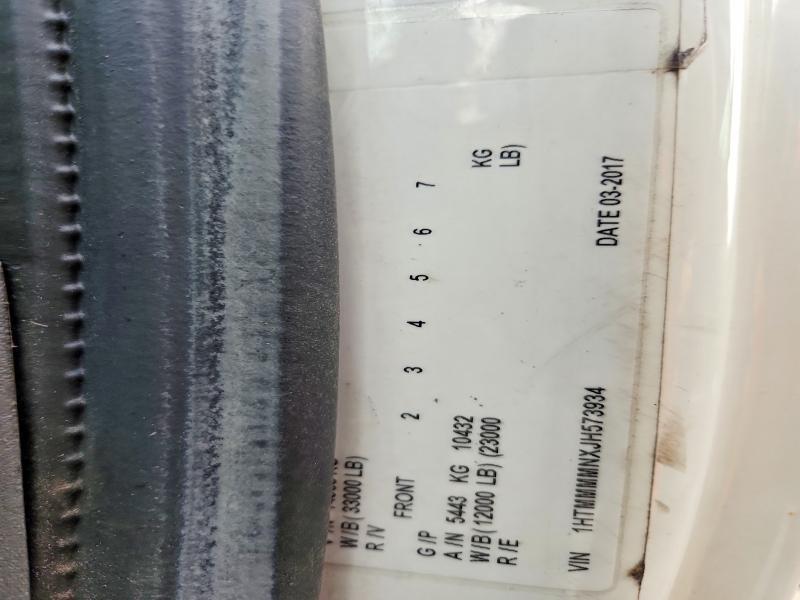 W/B ( 33000 LB)
R /V
FRONT 2 3 4 5 6 7
G /P
A /N 5443 KG 10432 KG
W/B ( 12000 LB) (23000 LB)
R /E
VIN 1HTMMMMNXJH573934 DATE 03-2017